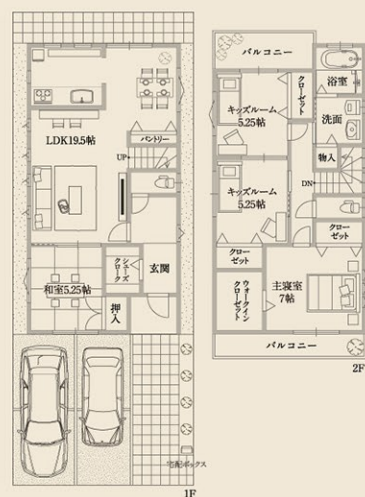 LDK19.5帖
パントリー
UP
シューズ
クローク
玄関
和室5.25帖
押入
宅配ボックス
1F
バルコニー
浴室
キッズルーム
5.25帖
クローゼット
洗面
物入
キッズルーム
5.25帖
DN
クロー
ゼット
クロー
ゼット
主寝室
7帖
ウォークイン
クローゼット
バルコニー
2F